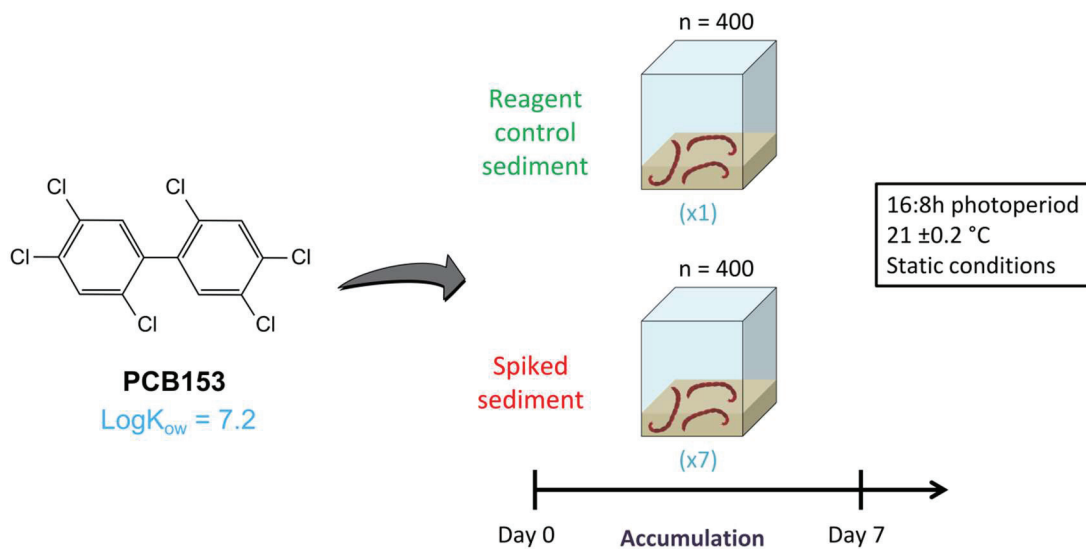 Cl
Cl
Cl
Cl
Cl
Cl
PCB153
LogKow = 7.2
n = 400
Reagent
control
sediment
(x1)
n = 400
Spiked
sediment
(x7)
16:8h photoperiod
21 ±0.2 °C
Static conditions
Day 0
Accumulation
Day 7